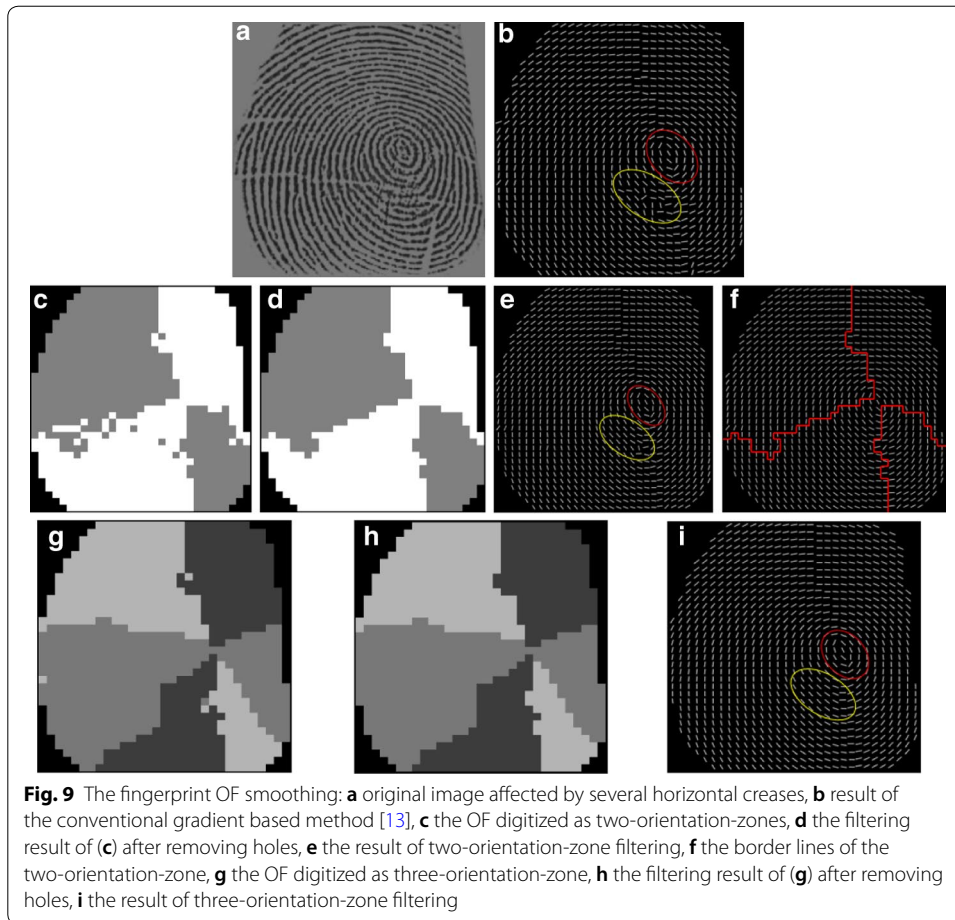 a
b
c
d
e
f
g
h
i
Fig. 9 The fingerprint OF smoothing: a original image affected by several horizontal creases, b result of
the conventional gradient based method [13], c the OF digitized as two-orientation-zones, d the filtering
result of (c) after removing holes, e the result of two-orientation-zone filtering, f the border lines of the
two-orientation-zone, g the OF digitized as three-orientation-zone, h the filtering result of (g) after removing
holes, i the result of three-orientation-zone filtering